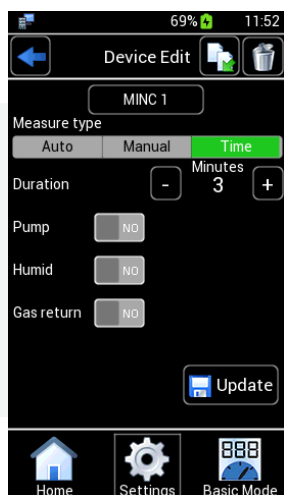 69% 11:52
Device Edit
MINC 1
Measure type
Auto Manual Time
Minutes
Duration - 3 +
Pump NO
Humid NO
Gas return NO
Update
888
Home Settings Basic Mode